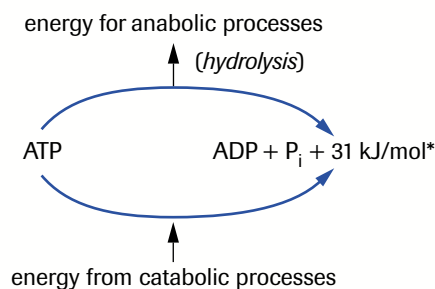 energy for anabolic processes
(hydrolysis)
ATP ADP + Pi + 31 kJ/mol*
energy from catabolic processes